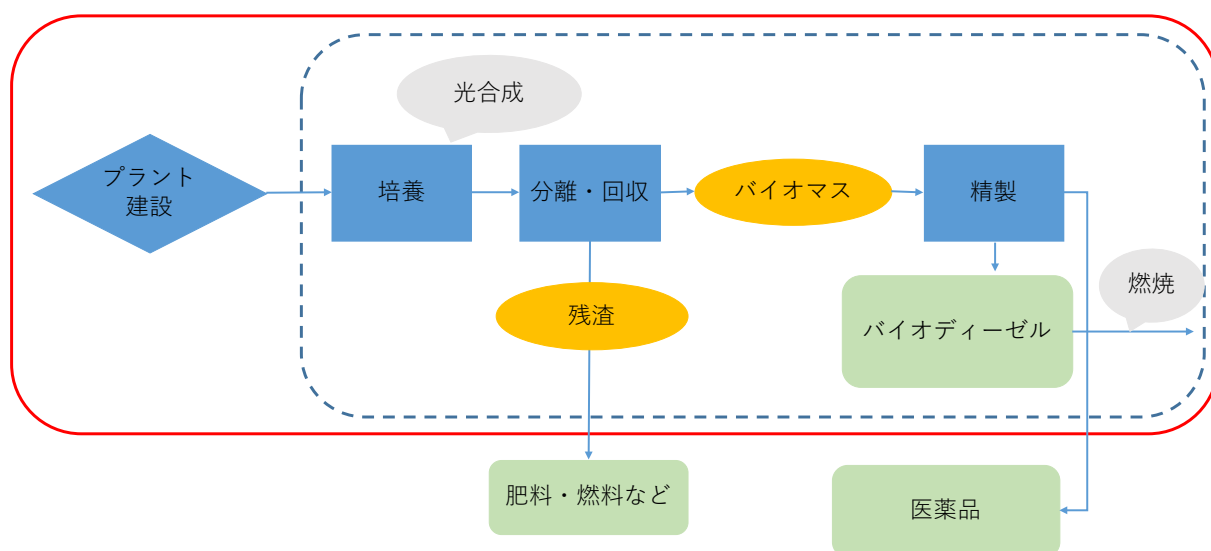 光合成
プラント
建設
培養
分離・回収
バイオマス
精製
残渣
バイオディーゼル
燃焼
肥料・燃料など
医薬品